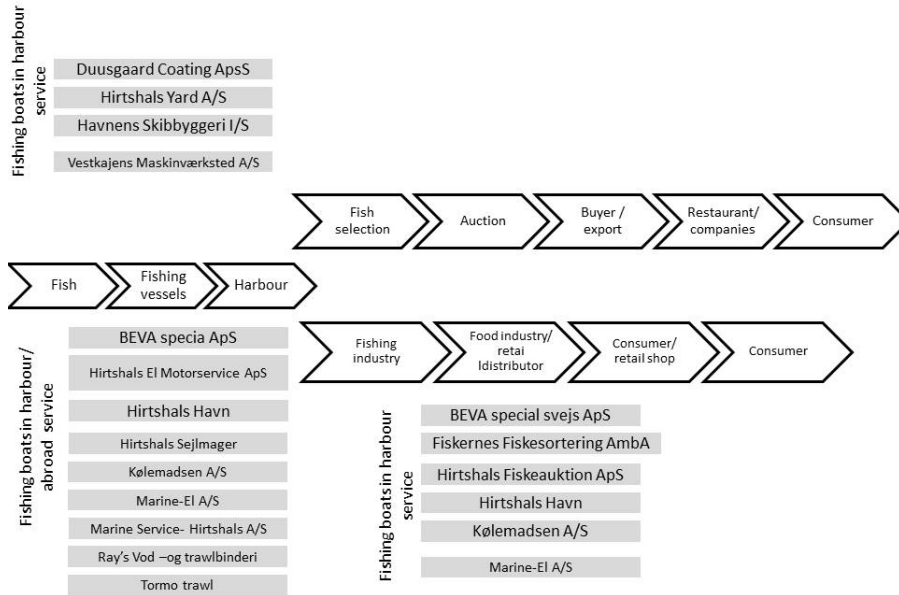 Fishing boats in harbour
service
Duusgaard Coating ApsS
Hirtshals Yard A/S
Havnens Skibbyggeri I/S
Vestkajens Maskinværksted A/S
Fish
selection
Auction
Buyer /
export
Restaurant/
companies
Consumer
Fish
Fishing
vessels
Harbour
Fishing
industry
Food industry/
retai
ldistributor
Consumer/
retail shop
Consumer
Fishing boats in harbour/
abroad service
BEVA specia ApS
Hirtshals El Motorservice ApS
Hirtshals Havn
Hirtshals Sejlmager
Kølemadsen A/S
Marine-El A/S
Marine Service- Hirtshals A/S
Ray's Vod –og trawlbinderi
Tormo trawl
Fishing boats in harbour
service
BEVA special svejs ApS
Fiskernes Fiskesortering AmbA
Hirtshals Fiskeauktion ApS
Hirtshals Havn
Kølemadsen A/S
Marine-El A/S